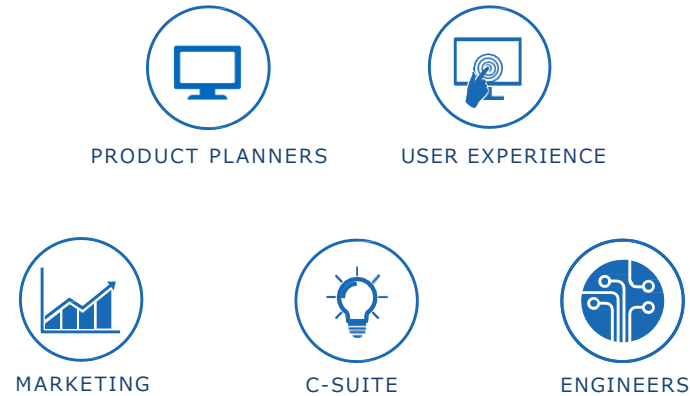 PRODUCT PLANNERS
USER EXPERIENCE
MARKETING
C-SUITE
ENGINEERS